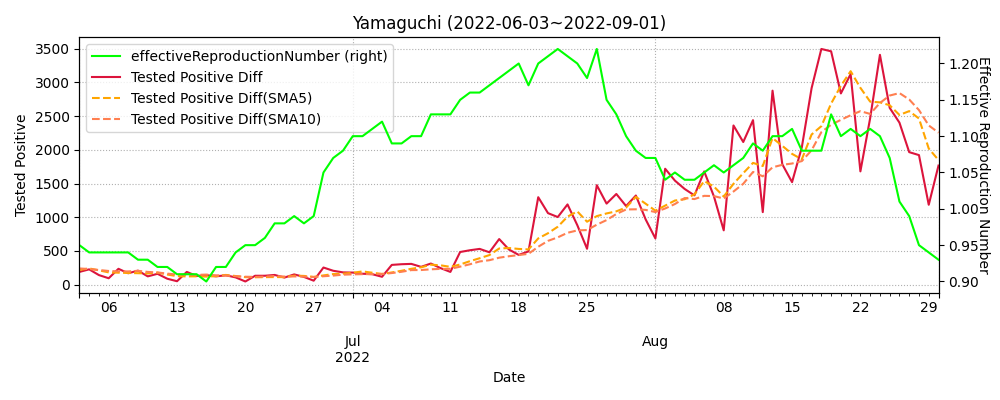 Yamaguchi (2022-06-03~2022-09-01)
effectiveReproductionNumber (right)
Tested Positive Diff
Tested Positive Diff(SMA5)
Tested Positive Diff(SMA10)
Tested Positive
3500
3000
2500
2000
1500
1000
500
0
1.20
1.15
1.10
1.05
1.00
0.95
0.90
Effective Reproduction Number
06 13 20 27 04 11 18 25 08 15 22 29
Jul Aug
2022
Date